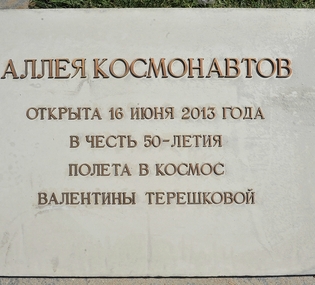 АЛЛЕЯ КОСМОНАВТОВ
ОТКРЫТА 16 ИЮНЯ 2013 ГОДА
В ЧЕСТЬ 50-ЛЕТИЯ
ПОЛЕТА В КОСМОС
ВАЛЕНТИНЫ ТЕРЕШКОВОЙ